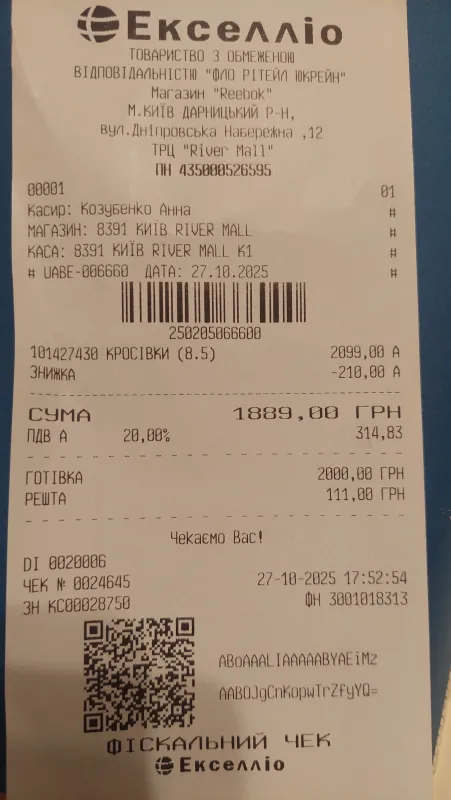 Екселліо
ТОВАРИСТВО З ОБМЕЖЕНОЮ
ВІДПОВІДАЛЬНІСТЮ "ФЛО РІТЕЙЛ ЮКРЕЙН"
Магазин "Reebok"
М.КИЇВ ДАРНИЦЬКИЙ Р-Н,
вул.Дніпровська Набережна ,12
ТРЦ "River Mall"
ПН 435000526595
00001 01
Касир: Козубенко Анна #
МАГАЗИН: 8391 КИЇВ RIVER MALL #
КАСА: 8391 КИЇВ RIVER MALL К1 #
# UABE-006660 ДАТА: 27.10.2025 #
250205066600
101427430 КРОСІВКИ (8.5) 2099,00 А
ЗНИЖКА -210,00 А
СУМА 1889,00 ГРН
ПДВ А 20,00% 314,83
ГОТІВКА 2000,00 ГРН
РЕШТА 111,00 ГРН
Чекаємо Вас!
DI 0020006
ЧЕК № 0024645 27-10-2025 17:52:54
ЗН КС00028750 ФН 3001018313
ABoAAALIAAAAABYAEiMz
AABOJgCnKopwTrZfyYQ=
ФІСКАЛЬНИЙ ЧЕК
Екселліо